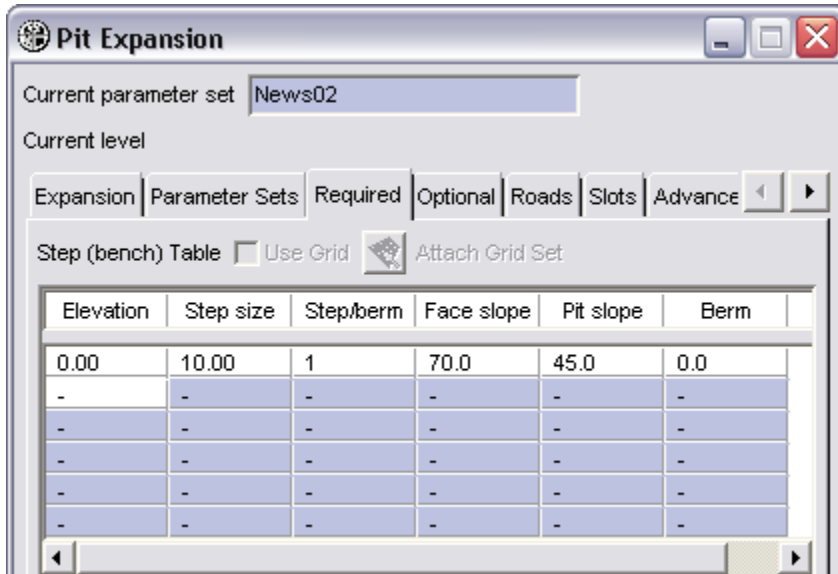 Pit Expansion
Current parameter set News02
Current level
Expansion Parameter Sets Required Optional Roads Slots Advance
Step (bench) Table Use Grid Attach Grid Set
Elevation Step size Step/berm Face slope Pit slope Berm
0.00 10.00 1 70.0 45.0 0.0
- - - - - -
- - - - - -
- - - - - -
- - - - - -
- - - - - -